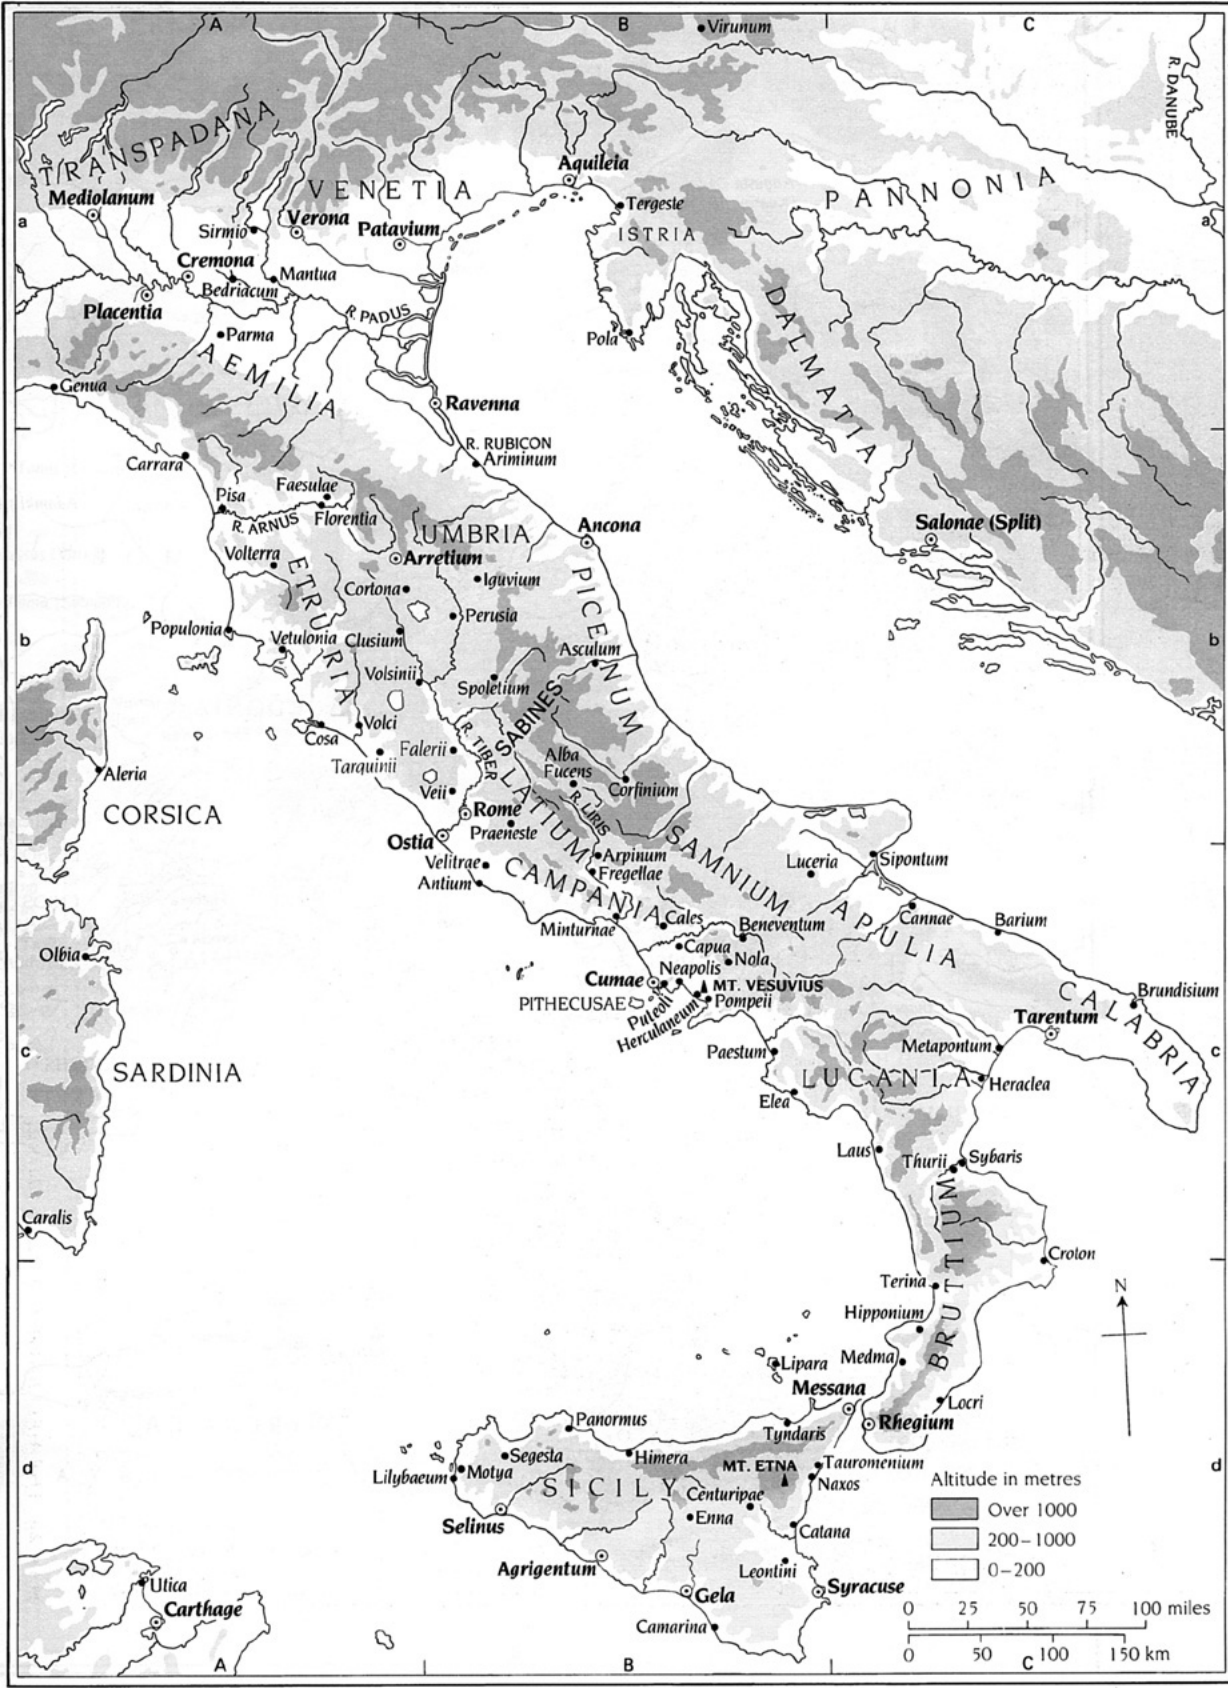 A
B
C
Virunum
R. DANUBE
TRANSPADANA
VENETIA
Aquileia
PANNONIA
Mediolanum
Tergeste
a
Sirmio
Verona
Patavium
ISTRIA
a
Cremona
Mantua
Bedriacum
Placentia
R. PADUS
DALMATIA
Parma
Pola
AEMILIA
Genua
Ravenna
R. RUBICON
Ariminum
Carrara
Faesulae
Pisa
Florentia
R. ARNUS
UMBRIA
Ancona
Salonae (Split)
Volterra
Arretium
ETRURIA
Cortona
Iguvium
PICENUM
Perusia
Populonia
Vetulonia
Clusium
b
b
Asculum
Volsinii
Spoletium
SABINES
Cosa
Volci
R. TIBER
Falerii
Tarquinii
Alba
Fucens
Corfinium
Aleria
Veii
LATIUM
R. LIRIS
CORSICA
Rome
Praeneste
Ostia
SAMNIUM
Velitrae
Arpinum
Luceria
Sipontum
Antium
CAMPANIA
Fregellae
APULIA
Minturnae
Cales
Cannae
Barium
Beneventum
Capua
Olbia
Nola
Neapolis
Cumae
MT. VESUVIUS
CALABRIA
Brundisium
PITHECUSAE
Puteoli
Pompeii
Herculaneum
Tarentum
Metapontum
c
Paestum
c
SARDINIA
LUCANIA
Heraclea
Elea
Laus
Thurii
Sybaris
BRUTTIUM
Caralis
Croton
Terina
N
Hipponium
Lipara
Medma
Messana
Locri
Panormus
Tyndaris
Rhegium
Segesta
Himera
MT. ETNA
Tauromenium
d
Lilybaeum
Motya
SICILY
Naxos
Altitude in metres
d
Centuripae
Over 1000
Selinus
Enna
Catana
200–1000
Agrigentum
Leontini
0–200
Utica
Gela
Syracuse
Carthage
Camarina
0 25 50 75 100 miles
50 100 150 km
A
B
C